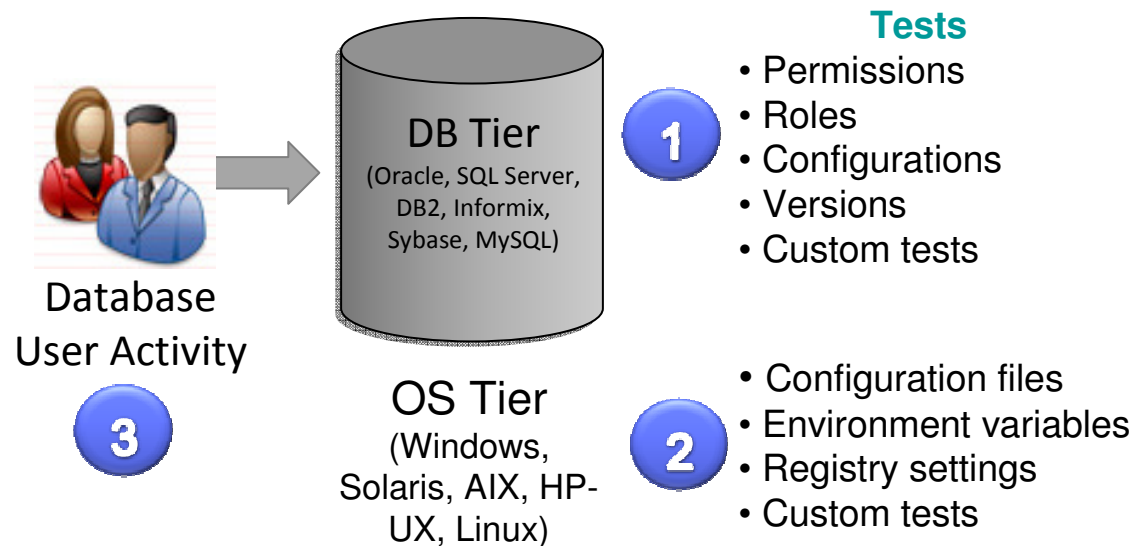 Tests
• Permissions
• Roles
• Configurations
• Versions
• Custom tests
1
DB Tier
(Oracle, SQL Server,
DB2, Informix,
Sybase, MySQL)
Database
User Activity
3
OS Tier
(Windows,
Solaris, AIX, HP-
UX, Linux)
2
• Configuration files
• Environment variables
• Registry settings
• Custom tests